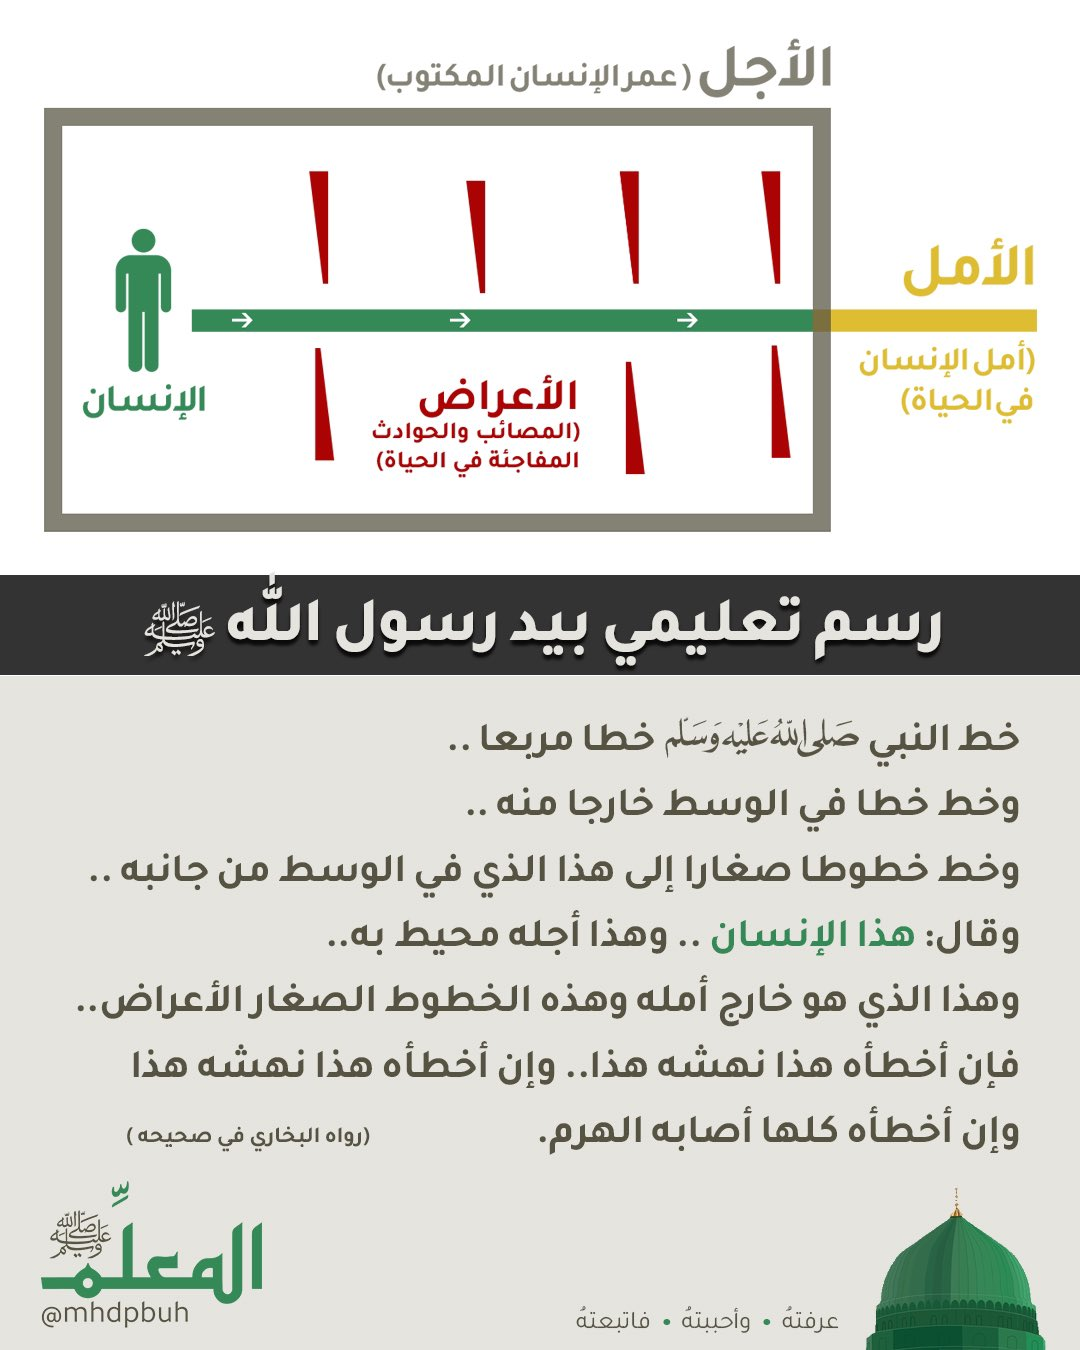 الأجل (عمر الإنسان المكتوب)
الأمل
(أمل الإنسان
في الحياة)
الإنسان
الأعراض
(المصائب والحوادث
المفاجئة في الحياة)
رسم تعليمي بيد رسول الله ﷺ
خط النبي صلى الله عليه وسلم خطا مربعا ..
وخط خطا في الوسط خارجا منه ..
وخط خطوطا صغارا إلى هذا الذي في الوسط من جانبه ..
وقال: هذا الإنسان .. وهذا أجله محيط به..
وهذا الذي هو خارج أمله وهذه الخطوط الصغار الأعراض..
فإن أخطأه هذا نهشه هذا.. وإن أخطأه هذا نهشه هذا
وإن أخطأه كلها أصابه الهرم.
(رواه البخاري في صحيحه )
المعلِّم ﷺ
@mhdpbuh
عرفتهُ • وأحببتهُ • فاتبعتهُ